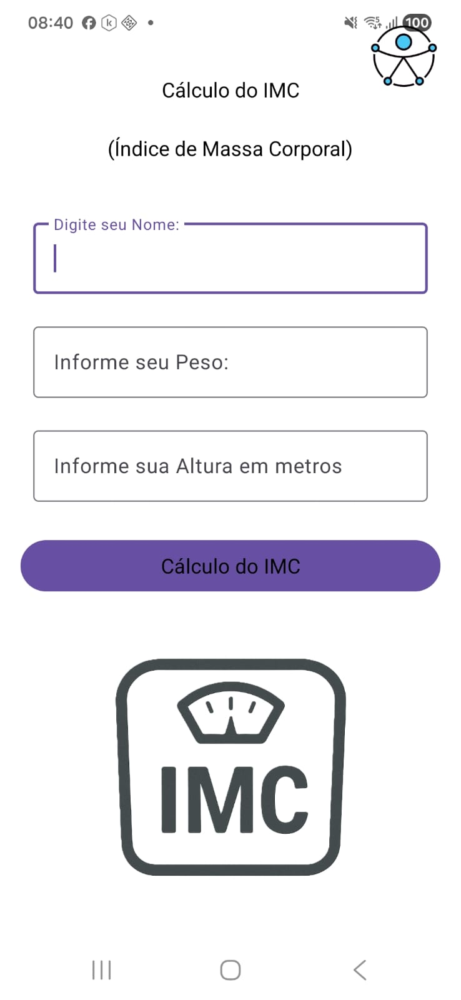 08:40
100
Cálculo do IMC
(Índice de Massa Corporal)
Digite seu Nome:
Informe seu Peso:
Informe sua Altura em metros
Cálculo do IMC
IMC